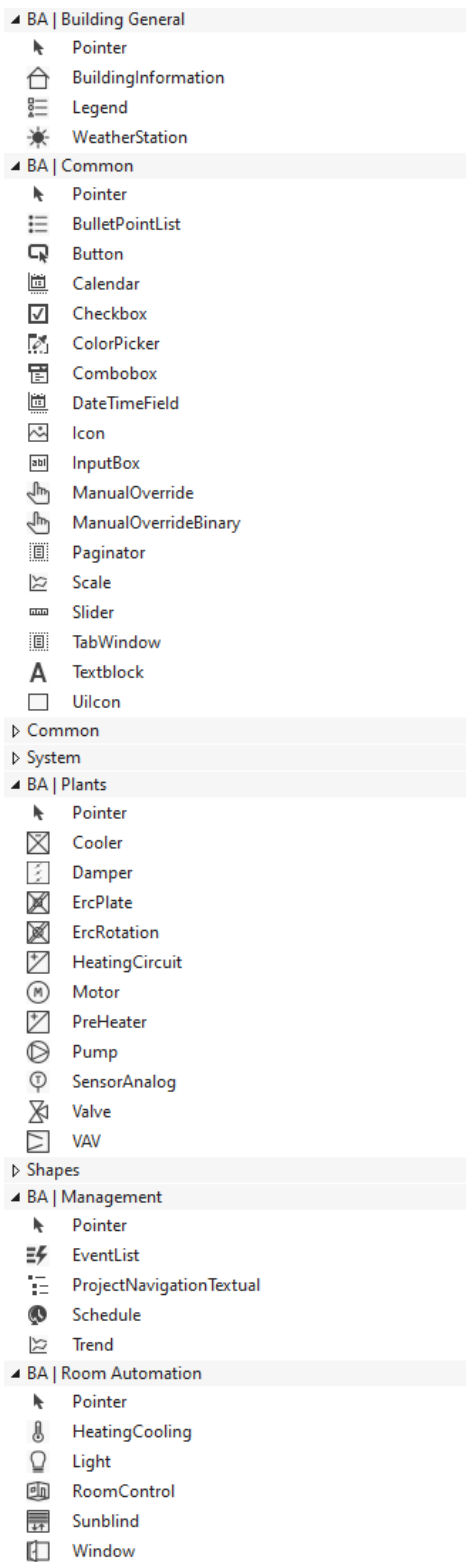 BA | Building General
Pointer
BuildingInformation
Legend
WeatherStation
BA | Common
Pointer
BulletPointList
Button
Calendar
Checkbox
ColorPicker
Combobox
DateTimeField
Icon
InputBox
ManualOverride
ManualOverrideBinary
Paginator
Scale
Slider
TabWindow
Textblock
UiIcon
Common
System
BA | Plants
Pointer
Cooler
Damper
ErcPlate
ErcRotation
HeatingCircuit
Motor
PreHeater
Pump
SensorAnalog
Valve
VAV
Shapes
BA | Management
Pointer
EventList
ProjectNavigationTextual
Schedule
Trend
BA | Room Automation
Pointer
HeatingCooling
Light
RoomControl
Sunblind
Window